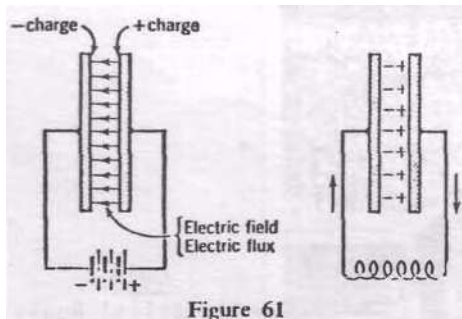 −charge
+charge
Electric field
Electric flux
− +
− +
− +
− +
− +
− +
− +
− +
Figure 61